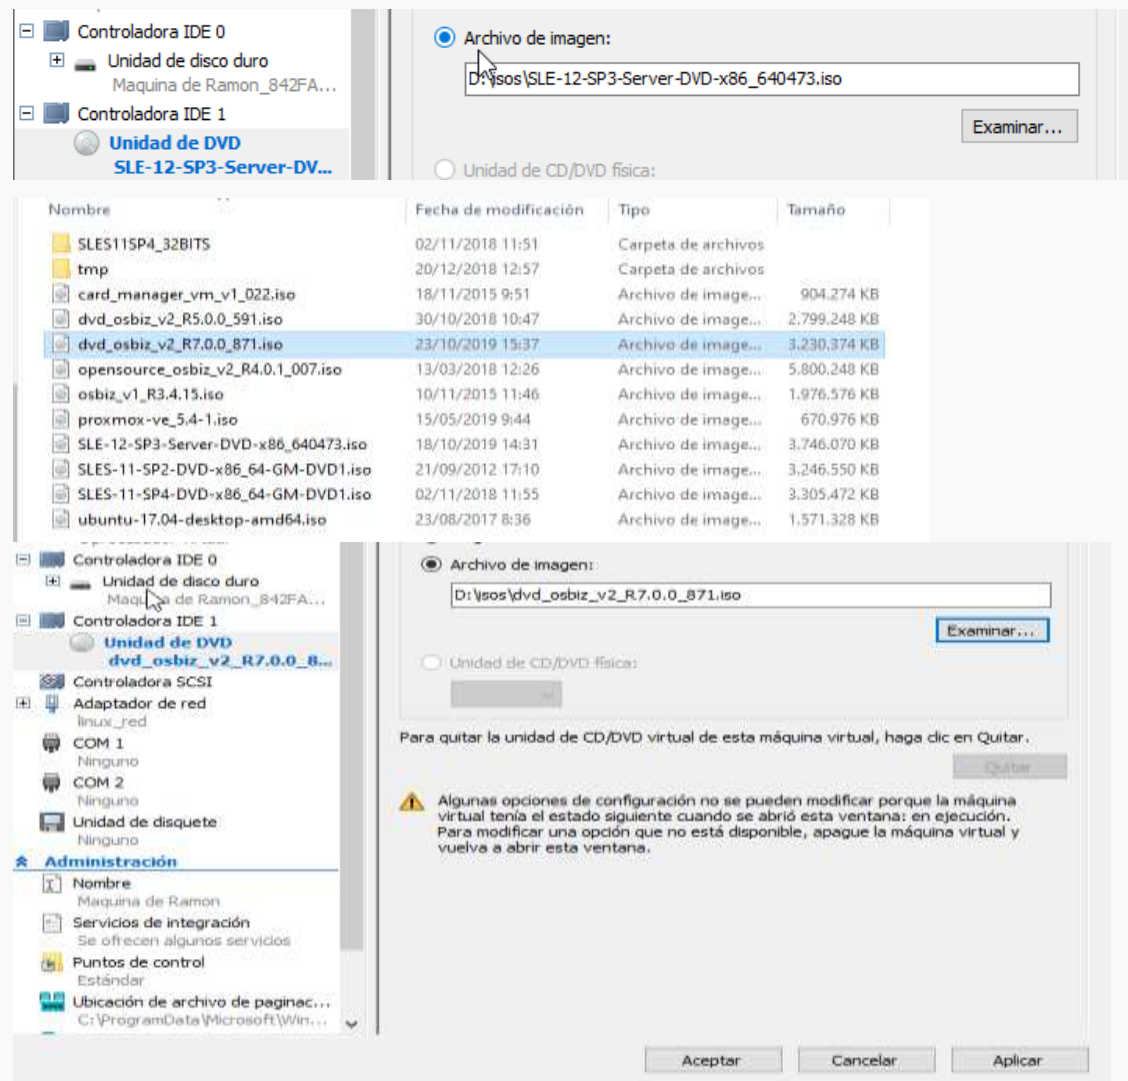 Controladora IDE 0
Unidad de disco duro
Maquina de Ramon_842FA...
Controladora IDE 1
Unidad de DVD
SLE-12-SP3-Server-DV...
Archivo de imagen:
D:\isos\SLE-12-SP3-Server-DVD-x86_640473.iso
Examinar...
Unidad de CD/DVD física:
Nombre Fecha de modificación Tipo Tamaño
SLES11SP4_32BITS 02/11/2018 11:51 Carpeta de archivos
tmp 20/12/2018 12:57 Carpeta de archivos
card_manager_vm_v1_022.iso 18/11/2015 9:51 Archivo de image... 904.274 KB
dvd_osbiz_v2_R5.0.0_591.iso 30/10/2018 10:47 Archivo de image... 2.799.248 KB
dvd_osbiz_v2_R7.0.0_871.iso 23/10/2019 15:37 Archivo de image... 3.230.374 KB
opensource_osbiz_v2_R4.0.1_007.iso 13/03/2018 12:26 Archivo de image... 5.800.248 KB
osbiz_v1_R3.4.15.iso 10/11/2015 11:46 Archivo de image... 1.976.576 KB
proxmox-ve_5.4-1.iso 15/05/2019 9:44 Archivo de image... 670.976 KB
SLE-12-SP3-Server-DVD-x86_640473.iso 18/10/2019 14:31 Archivo de image... 3.746.070 KB
SLES-11-SP2-DVD-x86_64-GM-DVD1.iso 21/09/2012 17:10 Archivo de image... 3.246.550 KB
SLES-11-SP4-DVD-x86_64-GM-DVD1.iso 02/11/2018 11:55 Archivo de image... 3.305.472 KB
ubuntu-17.04-desktop-amd64.iso 23/08/2017 8:36 Archivo de image... 1.571.328 KB
Controladora IDE 0
Unidad de disco duro
Maquina de Ramon_842FA...
Controladora IDE 1
Unidad de DVD
dvd_osbiz_v2_R7.0.0_8...
Controladora SCSI
Adaptador de red
linux_red
COM 1
Ninguno
COM 2
Ninguno
Unidad de disquete
Ninguno
Administración
Nombre
Maquina de Ramon
Servicios de integración
Se ofrecen algunos servicios
Puntos de control
Estándar
Ubicación de archivo de paginac...
C:\ProgramData\Microsoft\Win...
Archivo de imagen:
D:\isos\dvd_osbiz_v2_R7.0.0_871.iso
Examinar...
Unidad de CD/DVD física:
Para quitar la unidad de CD/DVD virtual de esta máquina virtual, haga clic en Quitar.
Quitar
Algunas opciones de configuración no se pueden modificar porque la máquina
virtual tenía el estado siguiente cuando se abrió esta ventana: en ejecución.
Para modificar una opción que no está disponible, apague la máquina virtual y
vuelva a abrir esta ventana.
Aceptar Cancelar Aplicar